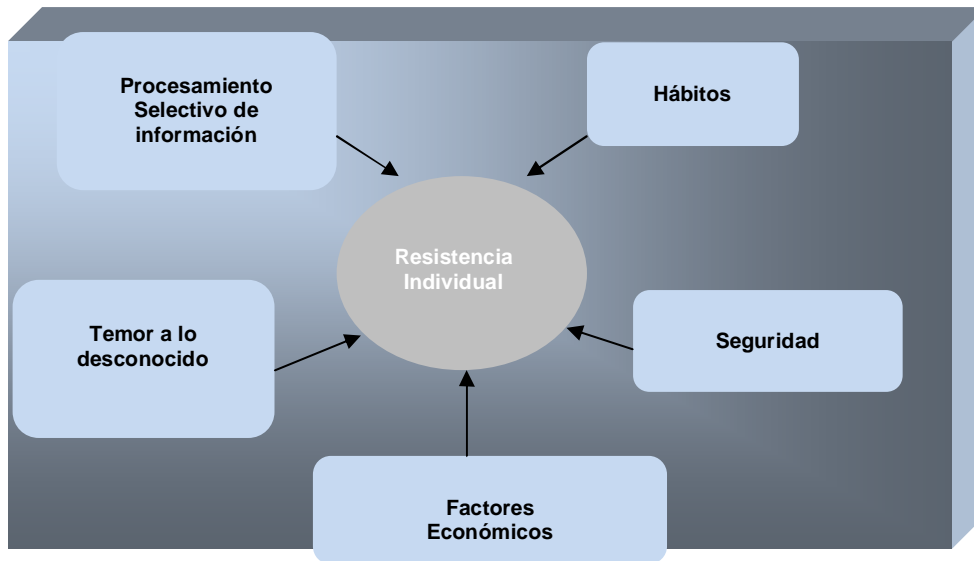 Procesamiento
Selectivo de
información
Hábitos
Resistencia
Individual
Temor a lo
desconocido
Seguridad
Factores
Económicos